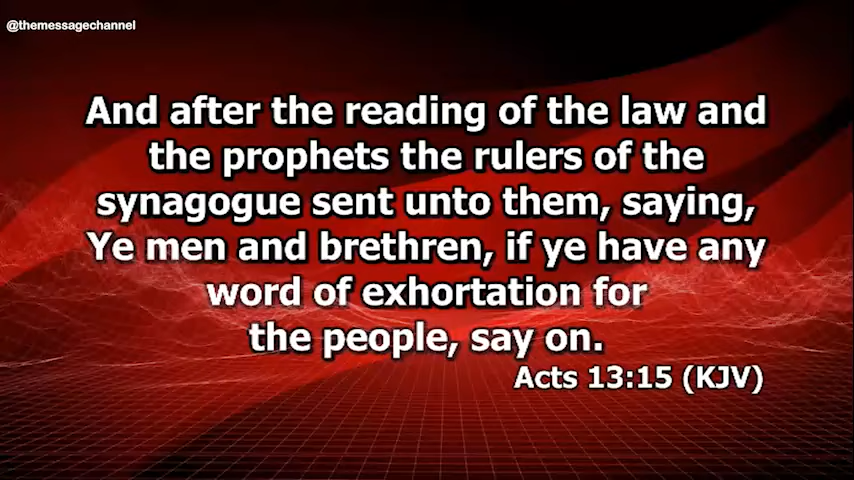 @themessagechannel
And after the reading of the law and
the prophets the rulers of the
synagogue sent unto them, saying,
Ye men and brethren, if ye have any
word of exhortation for
the people, say on.
Acts 13:15 (KJV)